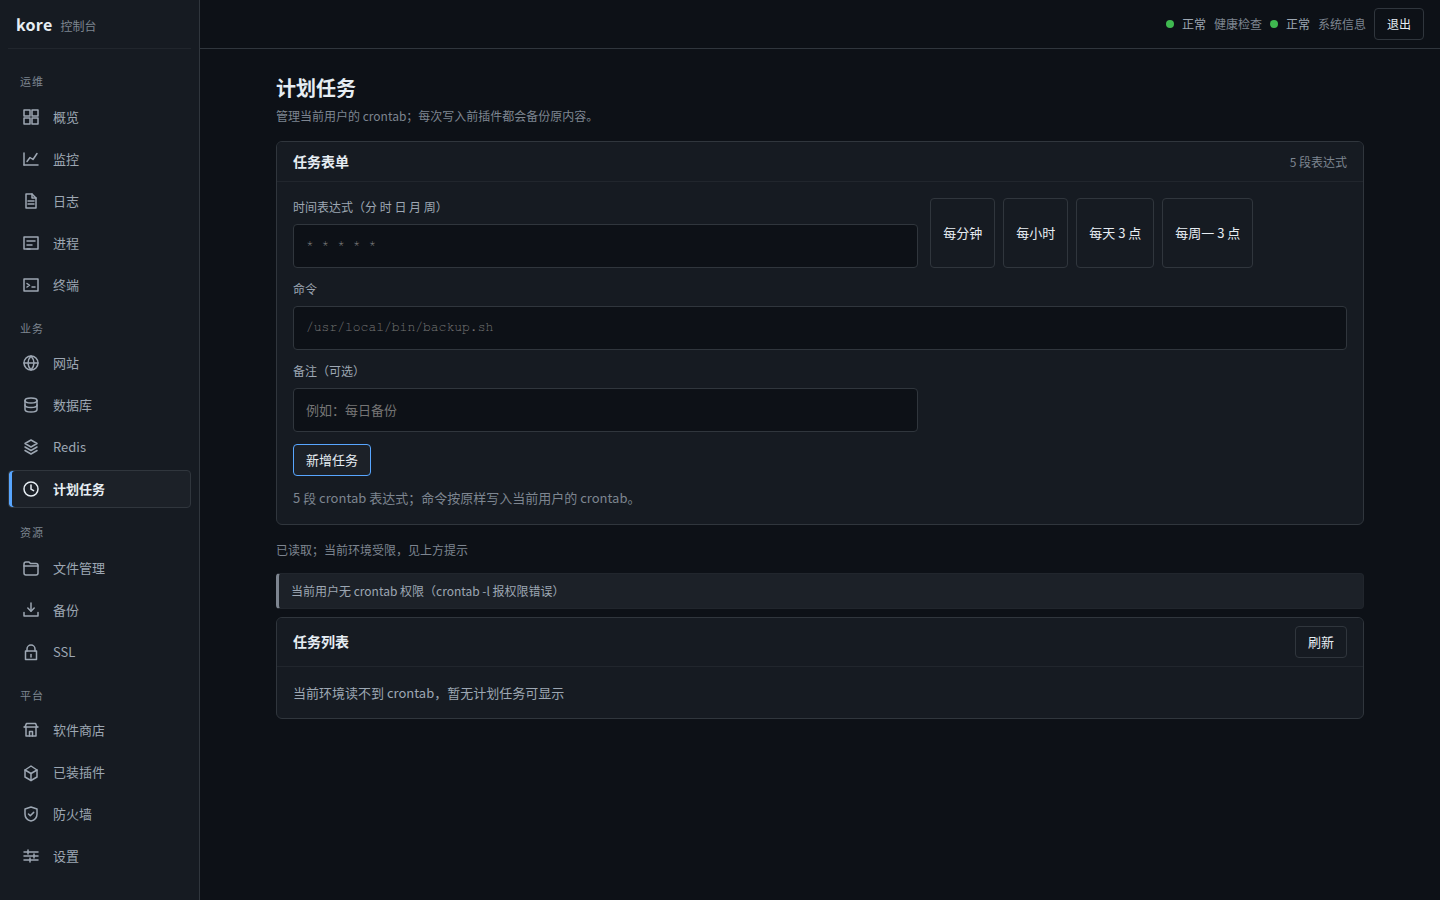 kore 控制台
正常 健康检查 正常 系统信息 退出
运维
概览
监控
日志
进程
终端
业务
网站
数据库
Redis
计划任务
资源
文件管理
备份
SSL
平台
软件商店
已装插件
防火墙
设置
计划任务
管理当前用户的 crontab；每次写入前插件都会备份原内容。
任务表单
5 段表达式
时间表达式（分 时 日 月 周）
* * * * *
每分钟
每小时
每天 3 点
每周一 3 点
命令
/usr/local/bin/backup.sh
备注（可选）
例如：每日备份
新增任务
5 段 crontab 表达式；命令按原样写入当前用户的 crontab。
已读取；当前环境受限，见上方提示
当前用户无 crontab 权限（crontab -l 报权限错误）
任务列表
刷新
当前环境读不到 crontab，暂无计划任务可显示